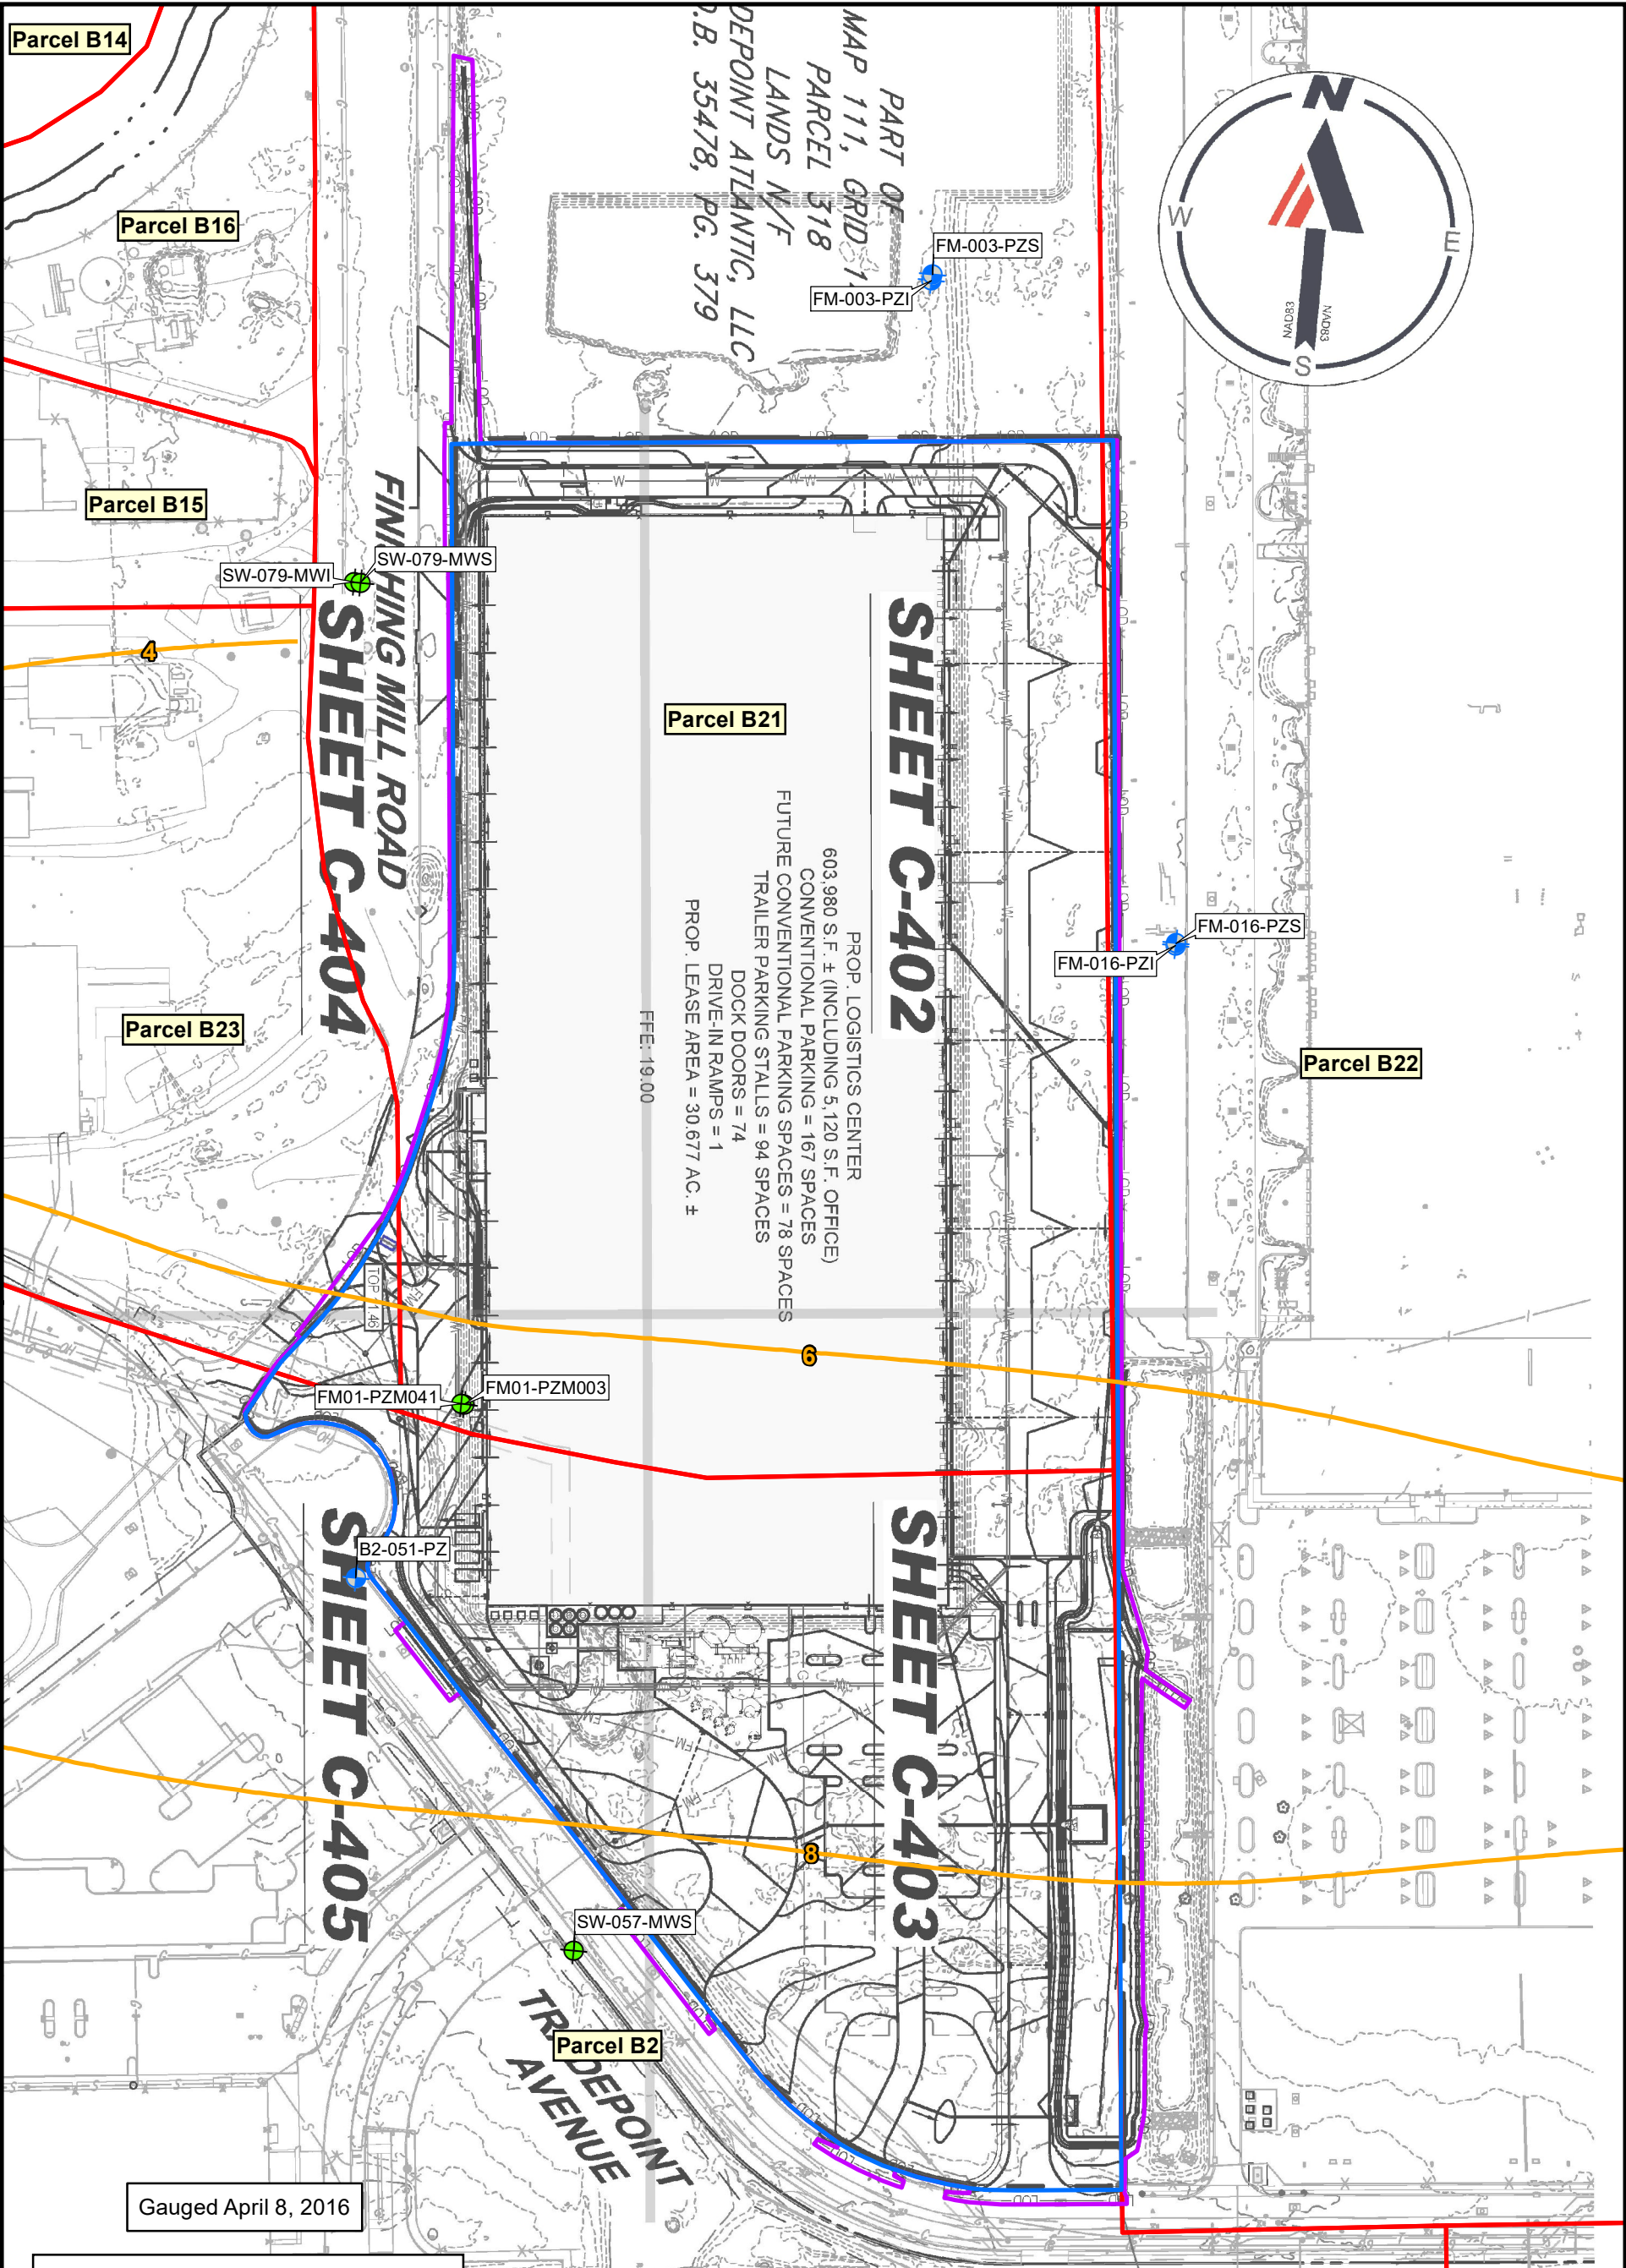 Parcel B14
PART OF
MAP 111, GRID 1,
PARCEL 318
LANDS N/F
DEPOINT ATLANTIC, LLC
.B. 35478, PG. 379
N
W
E
S
NAD83
NAD83
Parcel B16
FM-003-PZS
FM-003-PZI
Parcel B15
SW-079-MWI
SW-079-MWS
FINISHING MILL ROAD
SHEET C-404
SHEET C-402
4
Parcel B21
PROP. LOGISTICS CENTER
603,980 S.F. ± (INCLUDING 5,120 S.F. OFFICE)
CONVENTIONAL PARKING = 167 SPACES
FUTURE CONVENTIONAL PARKING SPACES = 78 SPACES
TRAILER PARKING STALLS = 94 SPACES
DOCK DOORS = 74
DRIVE-IN RAMPS = 1
PROP. LEASE AREA = 30.677 AC. ±
FFE: 19.00
FM-016-PZS
FM-016-PZI
Parcel B23
Parcel B22
6
FM01-PZM041
FM01-PZM003
B2-051-PZ
SHEET C-405
SHEET C-403
8
SW-057-MWS
Parcel B2
AVENUE
Gauged April 8, 2016